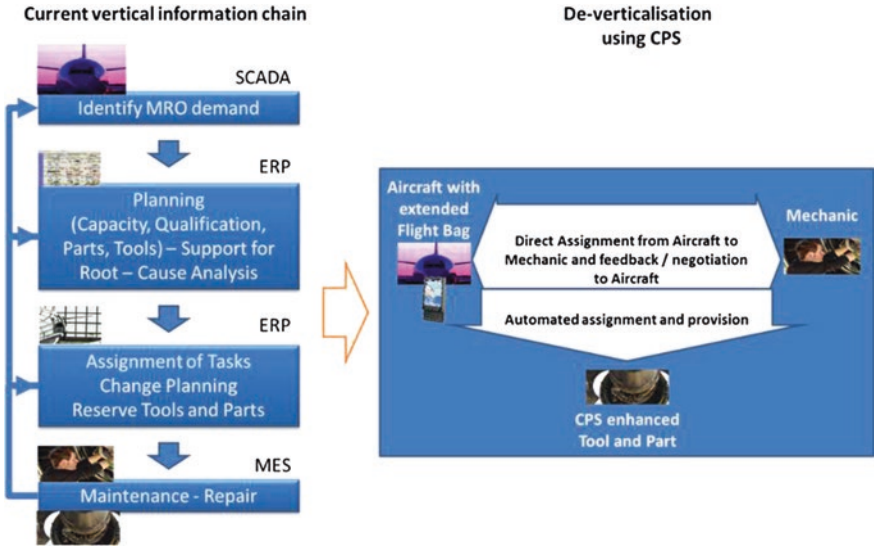 Current vertical information chain
SCADA
Identify MRO demand
ERP
Planning
(Capacity, Qualification,
Parts, Tools) – Support for
Root – Cause Analysis
ERP
Assignment of Tasks
Change Planning
Reserve Tools and Parts
MES
Maintenance - Repair
De-verticalisation
using CPS
Aircraft with
extended
Flight Bag
Mechanic
Direct Assignment from Aircraft to
Mechanic and feedback / negotiation
to Aircraft
Automated assignment and provision
CPS enhanced
Tool and Part